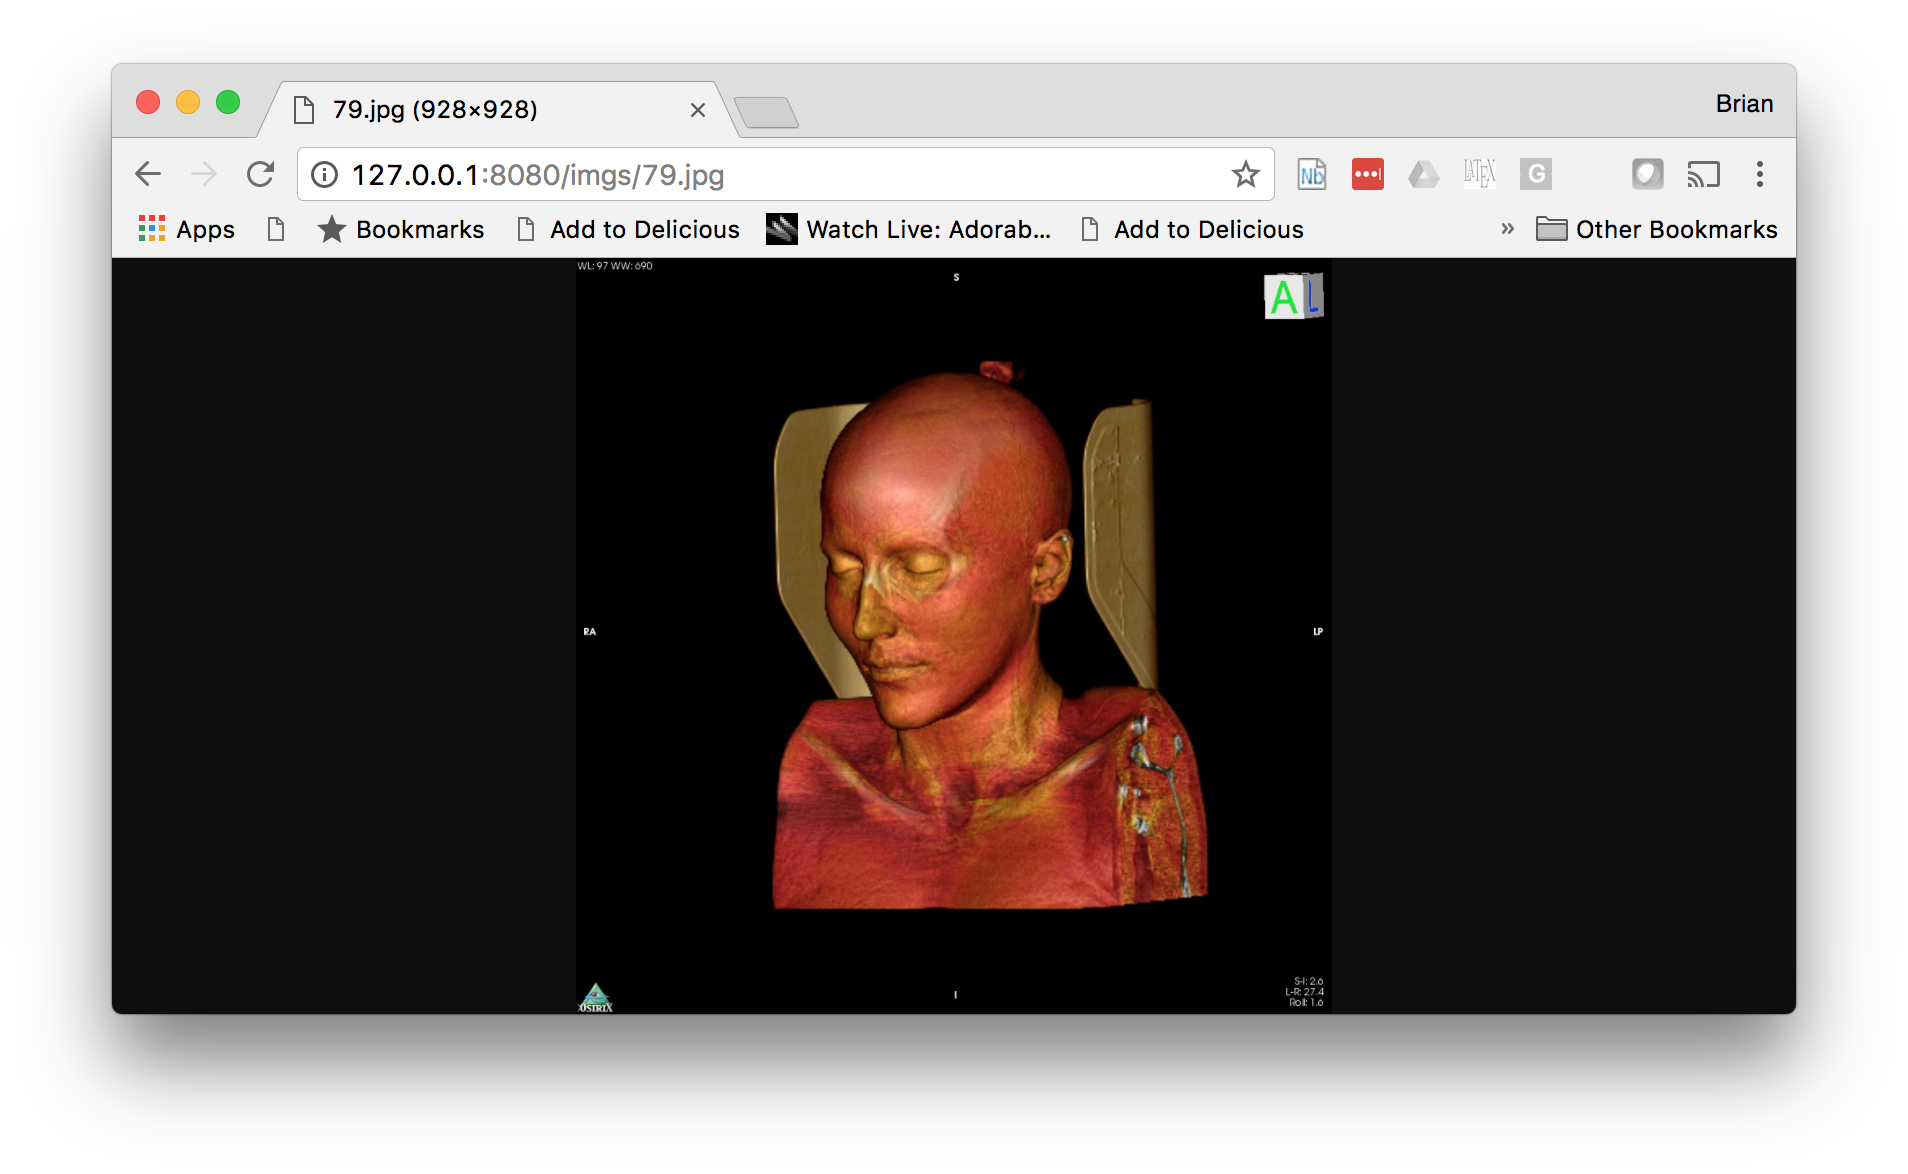 79.jpg (928×928)
Brian
127.0.0.1:8080/imgs/79.jpg
Nb
LATEX
G
Apps
Bookmarks
Add to Delicious
Watch Live: Adorab...
Add to Delicious
»
Other Bookmarks
WL: 97 WW: 690
S
A L
RA
LP
I
S-I: 2.6
L-R: 27.4
Roll: 1.6
OSIRIX